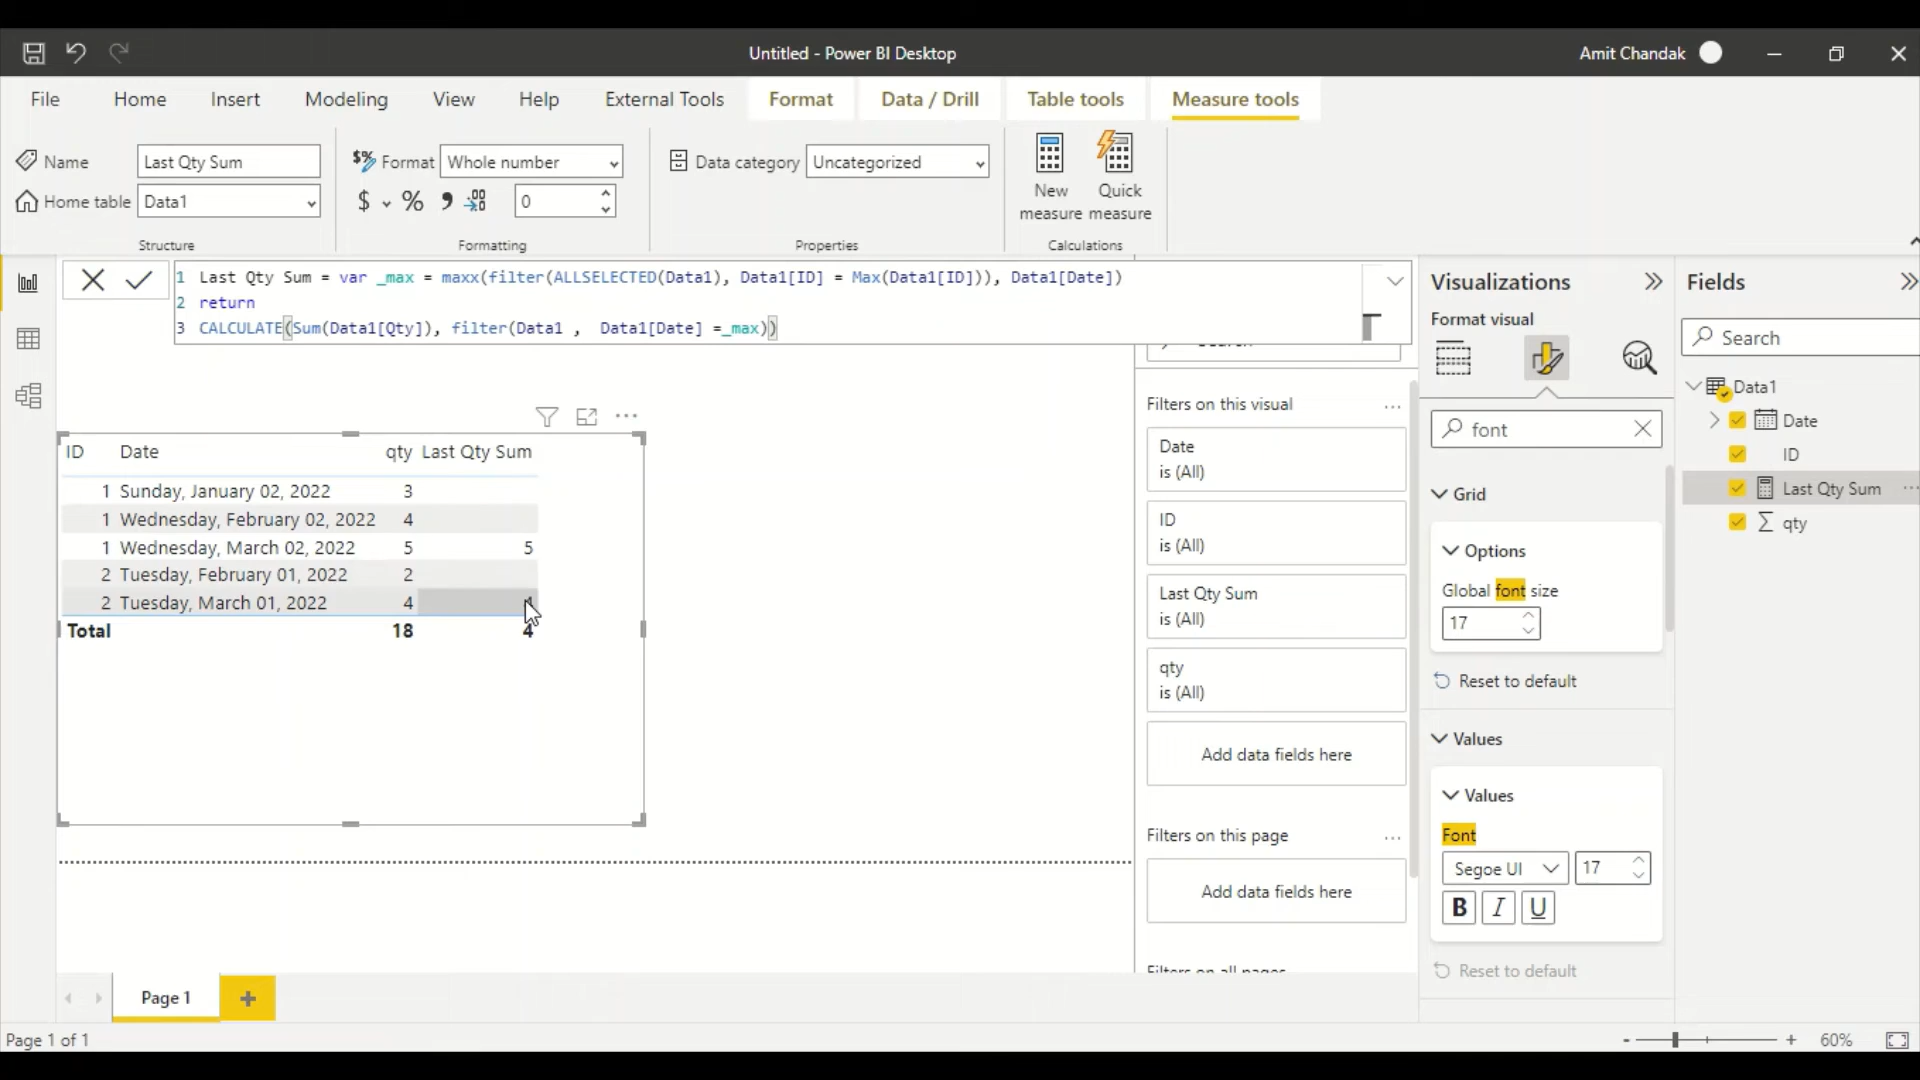 Untitled - Power BI Desktop
Amit Chandak
File Home Insert Modeling View Help External Tools Format Data / Drill Table tools Measure tools
Name Last Qty Sum
Home table Data1
Structure
Format Whole number
$ % 0
Formatting
Data category Uncategorized
Properties
New measure
Quick measure
Calculations
1 Last Qty Sum = var _max = maxx(filter(ALLSELECTED(Data1), Data1[ID] = Max(Data1[ID])), Data1[Date])
2 return
3 CALCULATE(Sum(Data1[Qty]), filter(Data1 , Data1[Date] =_max))
ID Date qty Last Qty Sum
1 Sunday, January 02, 2022 3
1 Wednesday, February 02, 2022 4
1 Wednesday, March 02, 2022 5 5
2 Tuesday, February 01, 2022 2
2 Tuesday, March 01, 2022 4
Total 18 4
Filters on this visual
Date
is (All)
ID
is (All)
Last Qty Sum
is (All)
qty
is (All)
Add data fields here
Filters on this page
Add data fields here
Visualizations
Format visual
font
Grid
Options
Global font size
17
Reset to default
Values
Values
Font
Segoe UI 17
B I U
Reset to default
Fields
Search
Data1
Date
ID
Last Qty Sum
qty
Page 1
Page 1 of 1
- + 60%